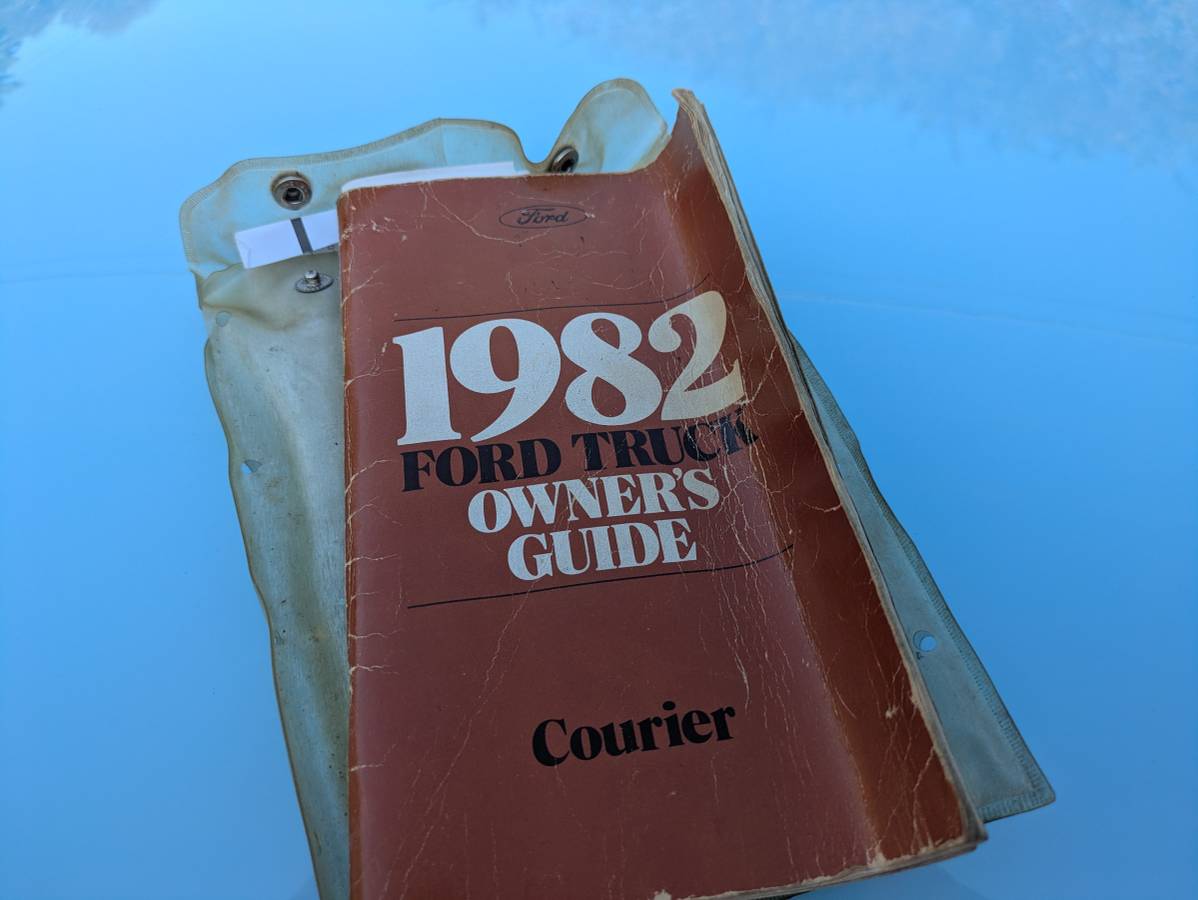 Ford
1982
FORD TRUCK
OWNER'S
GUIDE
Courier